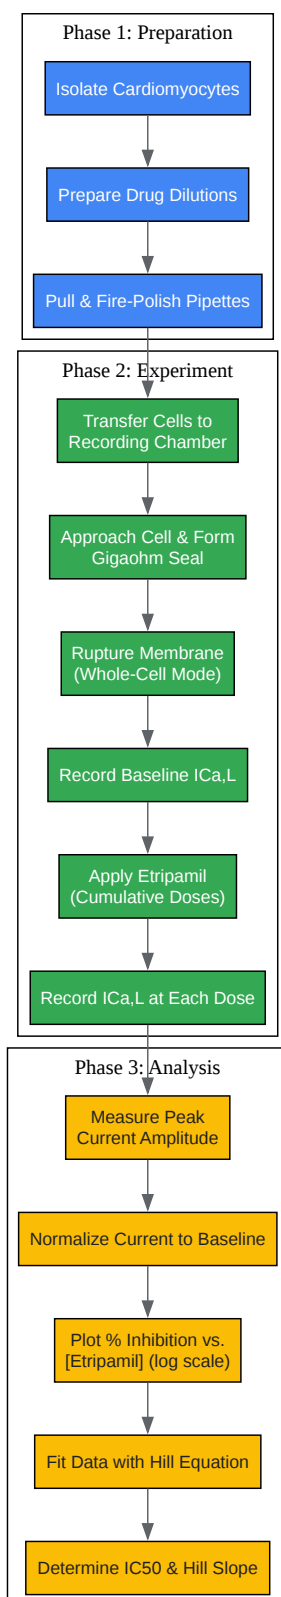 Phase 1: Preparation
Isolate Cardiomyocytes
Prepare Drug Dilutions
Pull & Fire-Polish Pipettes
Phase 2: Experiment
Transfer Cells to
Recording Chamber
Approach Cell & Form
Gigaohm Seal
Rupture Membrane
(Whole-Cell Mode)
Record Baseline ICa,L
Apply Etripamil
(Cumulative Doses)
Record ICa,L at Each Dose
Phase 3: Analysis
Measure Peak
Current Amplitude
Normalize Current to Baseline
Plot % Inhibition vs.
[Etripamil] (log scale)
Fit Data with Hill Equation
Determine IC50 & Hill Slope